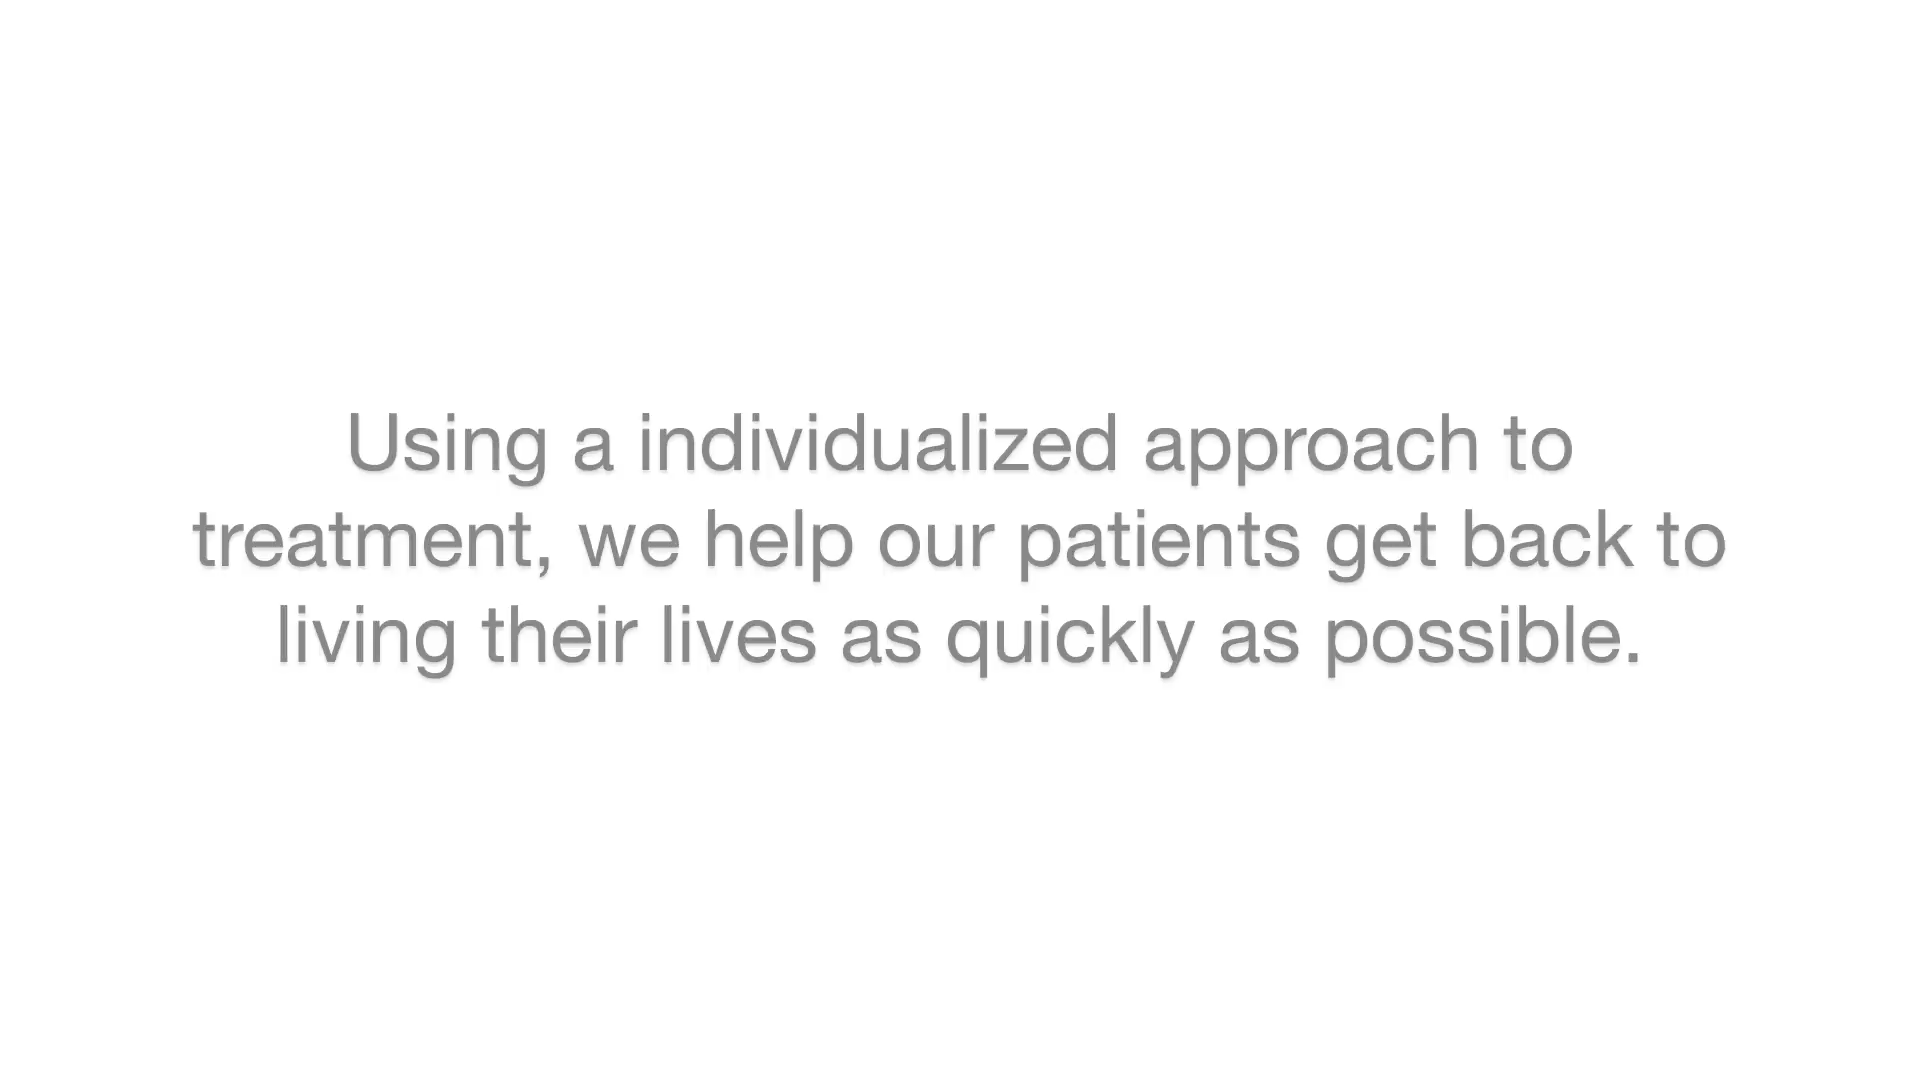 Using a individualized approach to
treatment, we help our patients get back to
living their lives as quickly as possible.